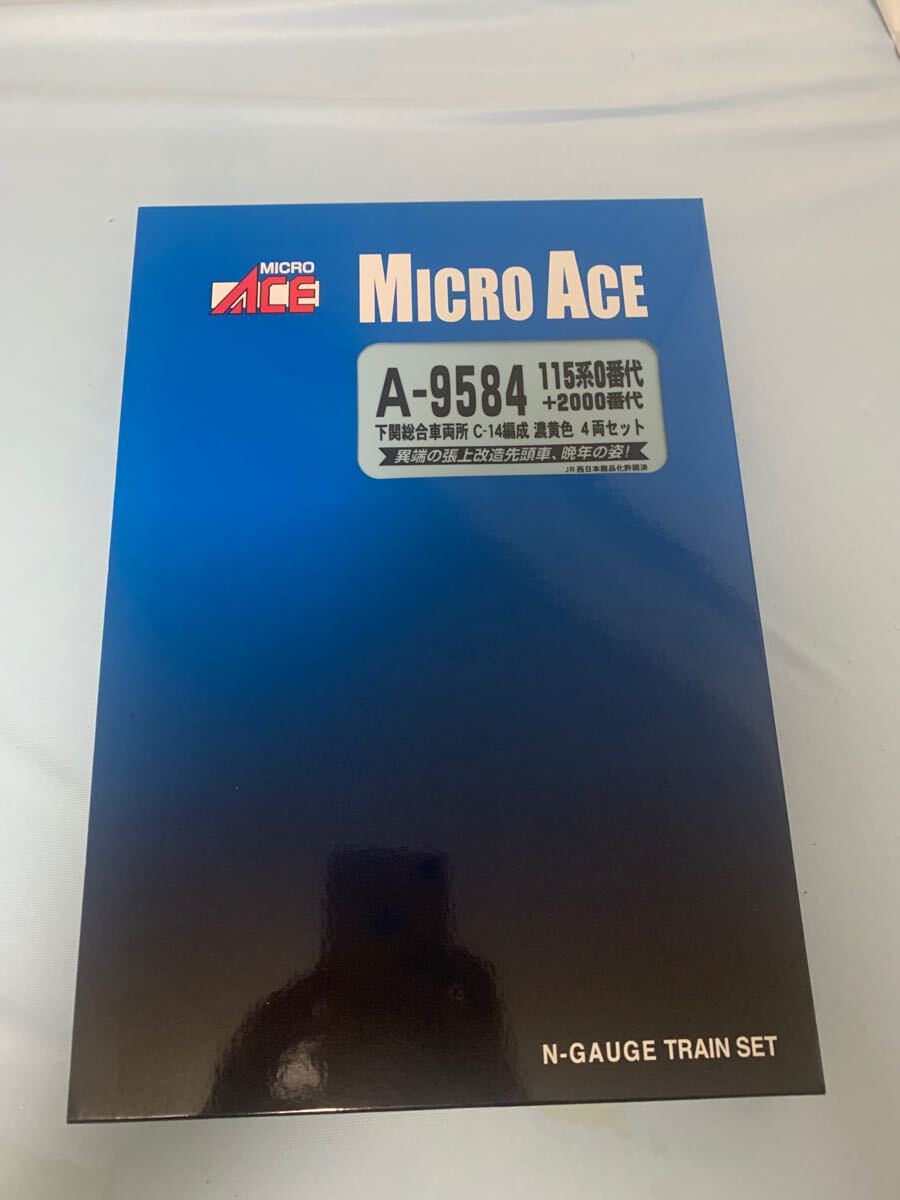 MICRO
ACE
MICRO ACE
A-9584 115系0番代
+2000番代
下関総合車両所 C-14編成 濃黄色 4両セット
異端の張上改造先頭車、晩年の姿!
JR西日本商品化許諾済
N-GAUGE TRAIN SET